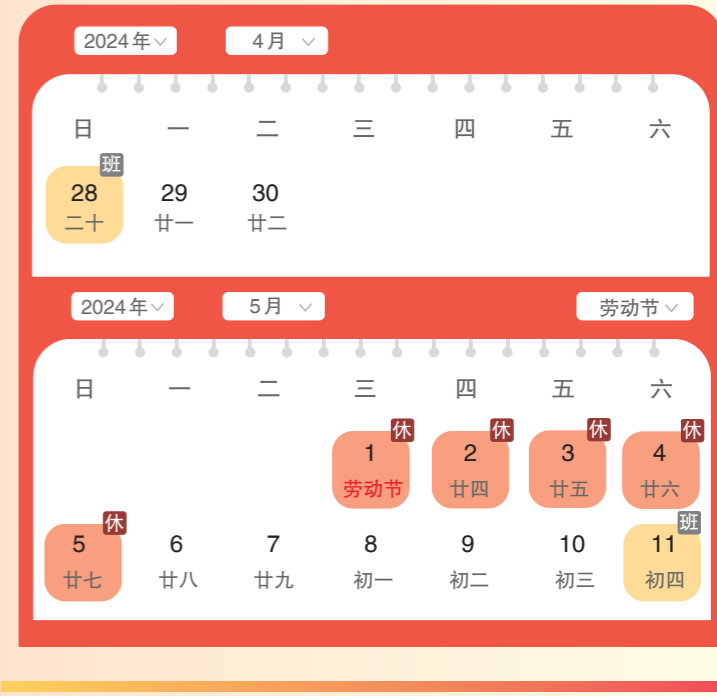 2024年 4月
日 一 二 三 四 五 六
班
28 29 30
二十 廿一 廿二
2024年 5月 劳动节
日 一 二 三 四 五 六
休 休 休 休
1 2 3 4
劳动节 廿四 廿五 廿六
休 班
5 6 7 8 9 10 11
廿七 廿八 廿九 初一 初二 初三 初四